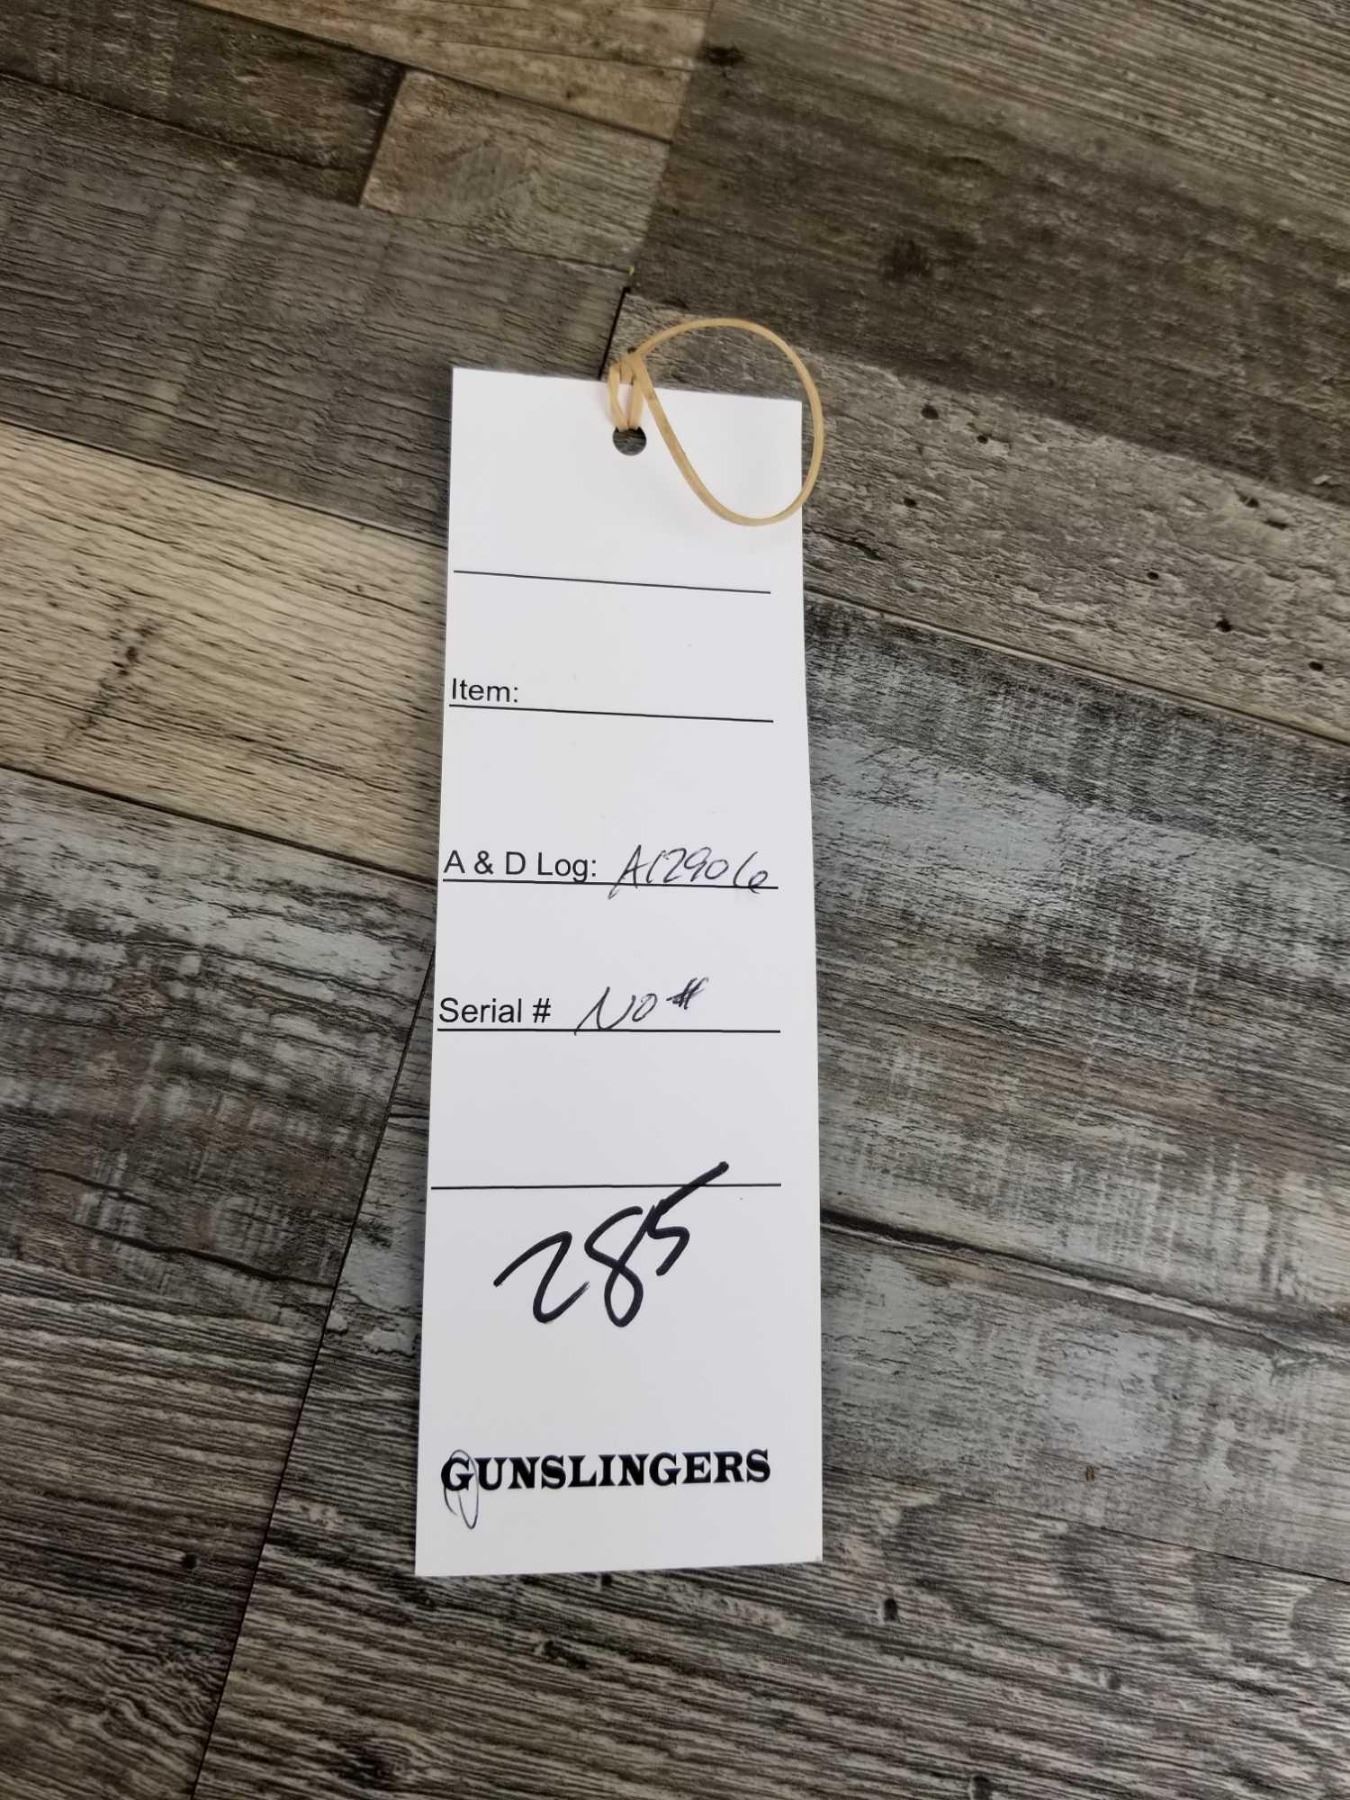 Item:
A & D Log: A12906
Serial # NO #
285
GUNSLINGERS